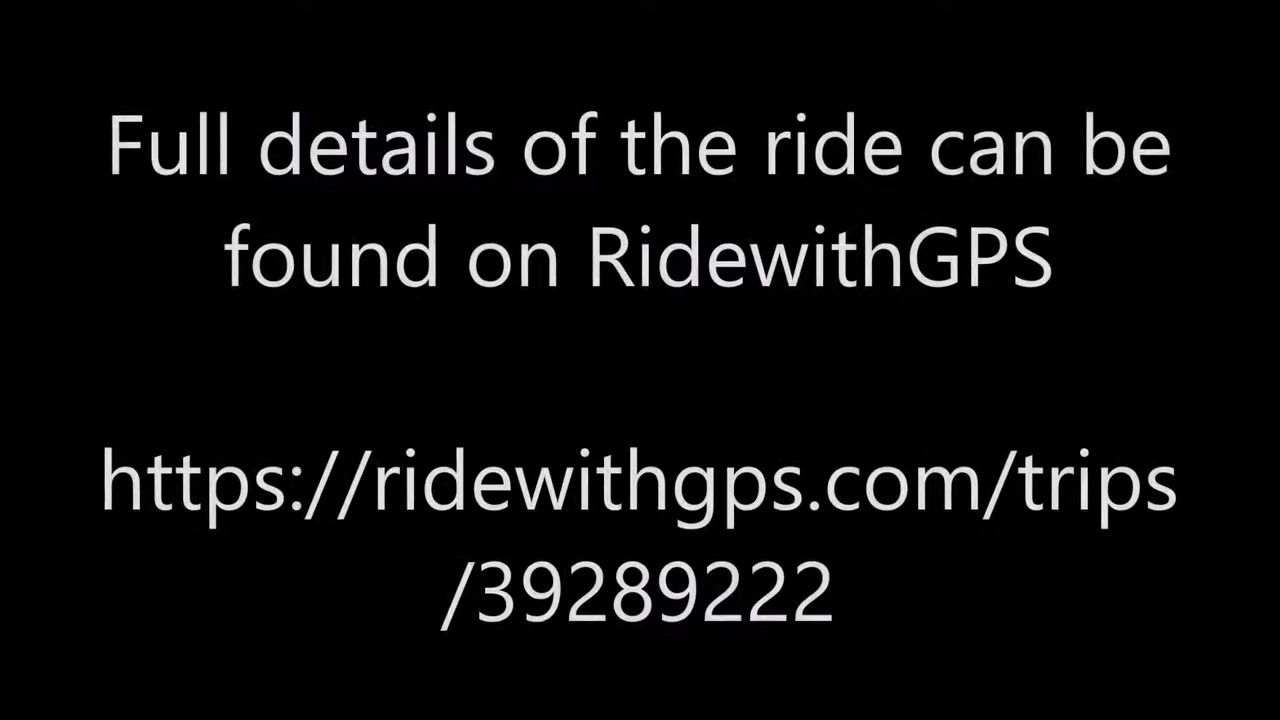 Full details of the ride can be
found on RidewithGPS
https://ridewithgps.com/trips
/39289222